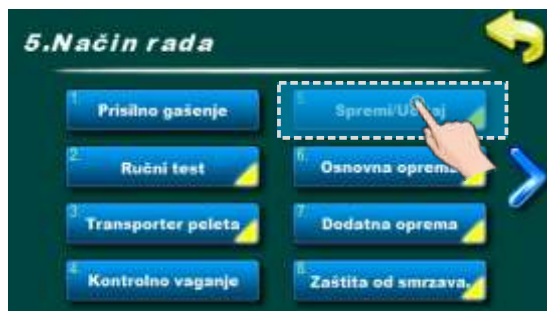 5.Način rada
1. Prisilno gašenje
2. Ručni test
3. Transporter peleta
4. Kontrolno vaganje
5. Spremi/
6. Osnovna oprema
7. Dodatna oprema
8. Zaštita od smrzava.